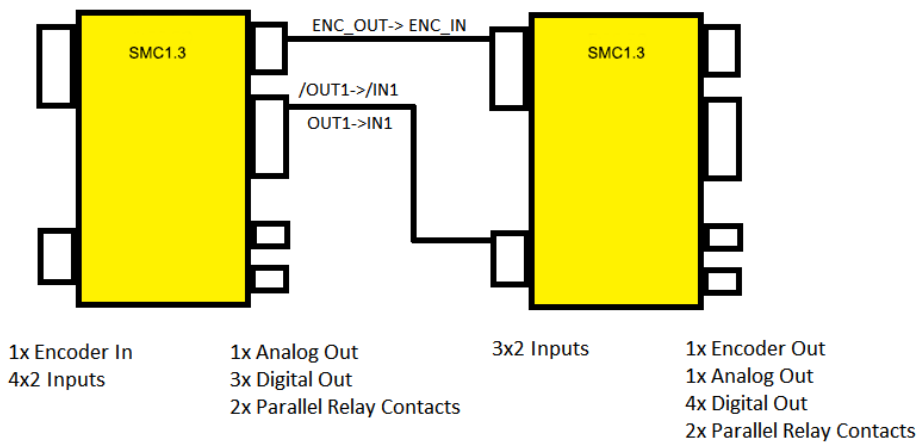 ENC_OUT-> ENC_IN
SMC1.3
SMC1.3
/OUT1->/IN1
OUT1->IN1
1x Encoder In
4x2 Inputs
1x Analog Out
3x Digital Out
2x Parallel Relay Contacts
3x2 Inputs
1x Encoder Out
1x Analog Out
4x Digital Out
2x Parallel Relay Contacts